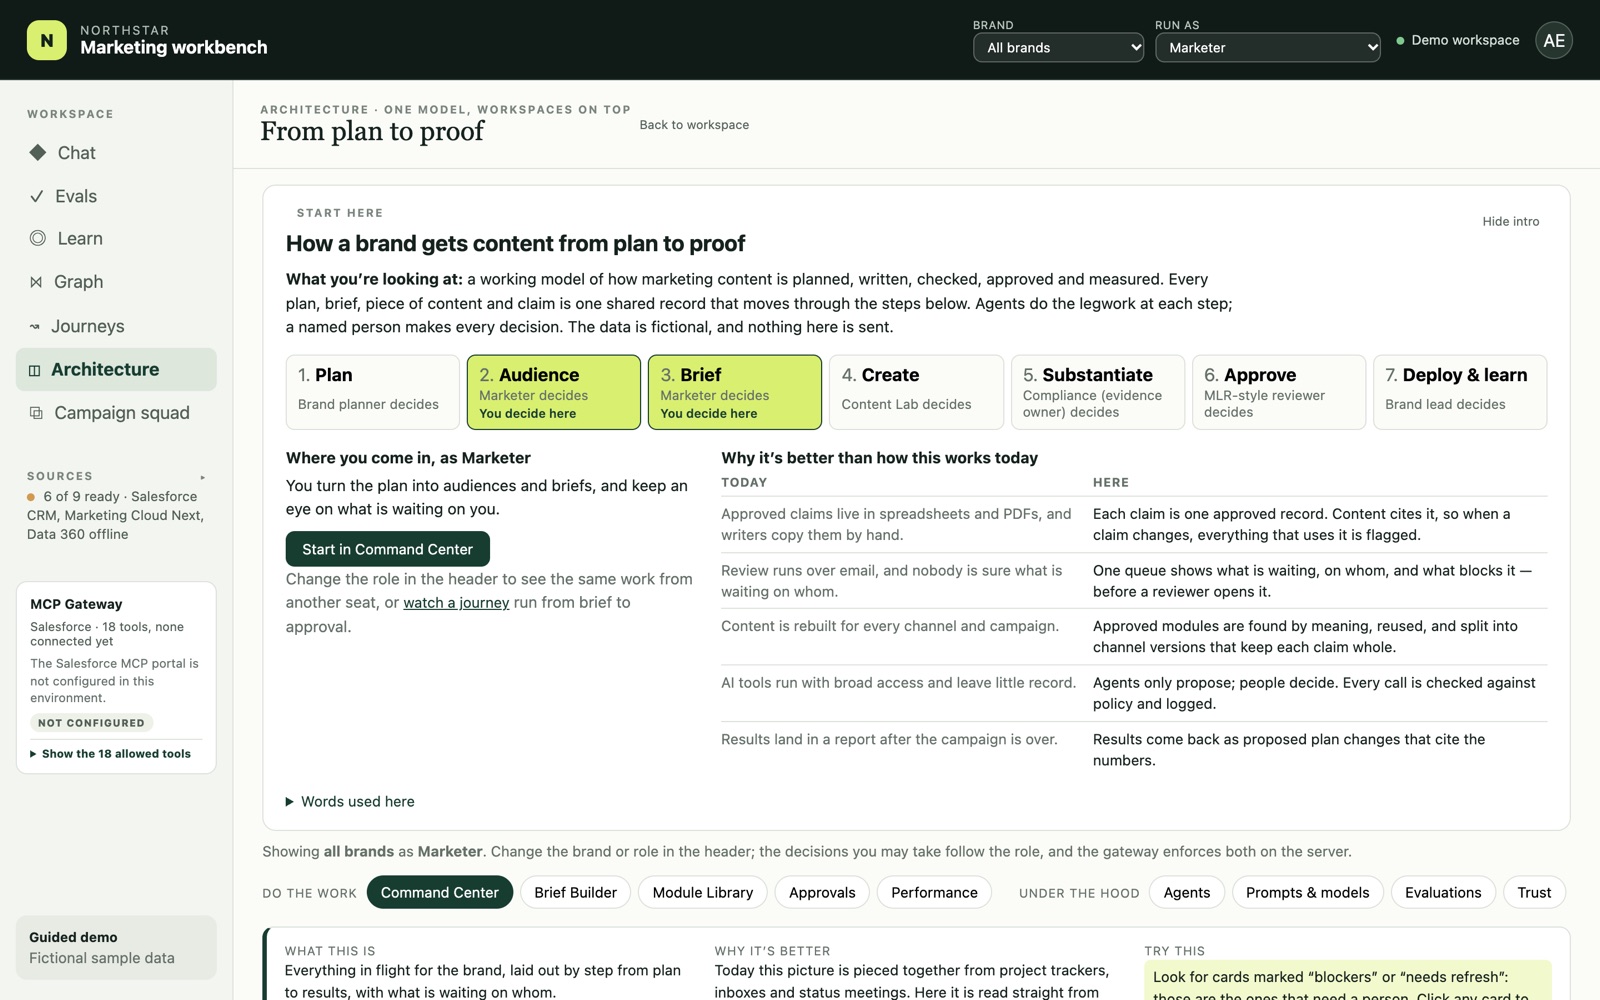 N
NORTHSTAR
Marketing workbench
BRAND
All brands
RUN AS
Marketer
Demo workspace
AE
WORKSPACE
Chat
Evals
Learn
Graph
Journeys
Architecture
Campaign squad
SOURCES
6 of 9 ready · Salesforce
CRM, Marketing Cloud Next,
Data 360 offline
MCP Gateway
Salesforce · 18 tools, none
connected yet
The Salesforce MCP portal is
not configured in this
environment.
NOT CONFIGURED
Show the 18 allowed tools
Guided demo
Fictional sample data
ARCHITECTURE · ONE MODEL, WORKSPACES ON TOP
From plan to proof
Back to workspace
START HERE
Hide intro
How a brand gets content from plan to proof
What you’re looking at: a working model of how marketing content is planned, written, checked, approved and measured. Every
plan, brief, piece of content and claim is one shared record that moves through the steps below. Agents do the legwork at each step;
a named person makes every decision. The data is fictional, and nothing here is sent.
1. Plan
Brand planner decides
2. Audience
Marketer decides
You decide here
3. Brief
Marketer decides
You decide here
4. Create
Content Lab decides
5. Substantiate
Compliance (evidence
owner) decides
6. Approve
MLR-style reviewer
decides
7. Deploy & learn
Brand lead decides
Where you come in, as Marketer
You turn the plan into audiences and briefs, and keep an
eye on what is waiting on you.
Start in Command Center
Change the role in the header to see the same work from
another seat, or watch a journey run from brief to
approval.
Why it’s better than how this works today
TODAY
HERE
Approved claims live in spreadsheets and PDFs, and
writers copy them by hand.
Each claim is one approved record. Content cites it, so when a
claim changes, everything that uses it is flagged.
Review runs over email, and nobody is sure what is
waiting on whom.
One queue shows what is waiting, on whom, and what blocks it —
before a reviewer opens it.
Content is rebuilt for every channel and campaign.
Approved modules are found by meaning, reused, and split into
channel versions that keep each claim whole.
AI tools run with broad access and leave little record.
Agents only propose; people decide. Every call is checked against
policy and logged.
Results land in a report after the campaign is over.
Results come back as proposed plan changes that cite the
numbers.
Words used here
Showing all brands as Marketer. Change the brand or role in the header; the decisions you may take follow the role, and the gateway enforces both on the server.
DO THE WORK
Command Center
Brief Builder
Module Library
Approvals
Performance
UNDER THE HOOD
Agents
Prompts & models
Evaluations
Trust
WHAT THIS IS
Everything in flight for the brand, laid out by step from plan
to results, with what is waiting on whom.
WHY IT’S BETTER
Today this picture is pieced together from project trackers,
inboxes and status meetings. Here it is read straight from
TRY THIS
Look for cards marked “blockers” or “needs refresh”:
those are the ones that need a person. Click any card to